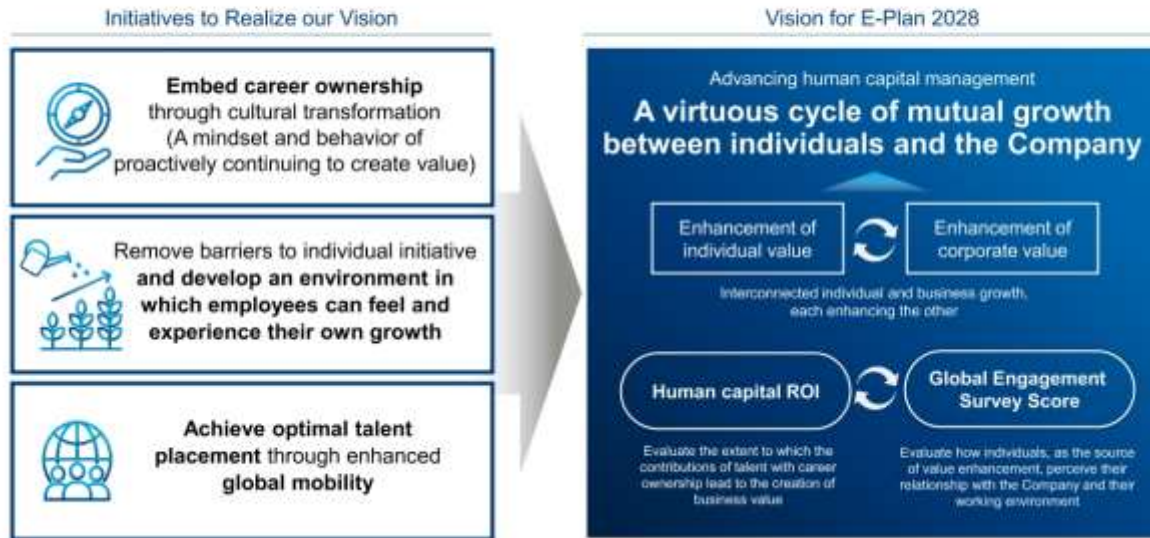 Initiatives to Realize our Vision
Embed career ownership
through cultural transformation
(A mindset and behavior of
proactively continuing to create value)
Remove barriers to individual initiative
and develop an environment in
which employees can feel and
experience their own growth
Achieve optimal talent
placement through enhanced
global mobility
Vision for E-Plan 2028
Advancing human capital management
A virtuous cycle of mutual growth
between individuals and the Company
Enhancement of
individual value
Enhancement of
corporate value
Interconnected individual and business growth,
each enhancing the other
Human capital ROI
Global Engagement
Survey Score
Evaluate the extent to which the
contributions of talent with career
ownership lead to the creation of
business value
Evaluate how individuals, as the source
of value enhancement, perceive their
relationship with the Company and their
working environment